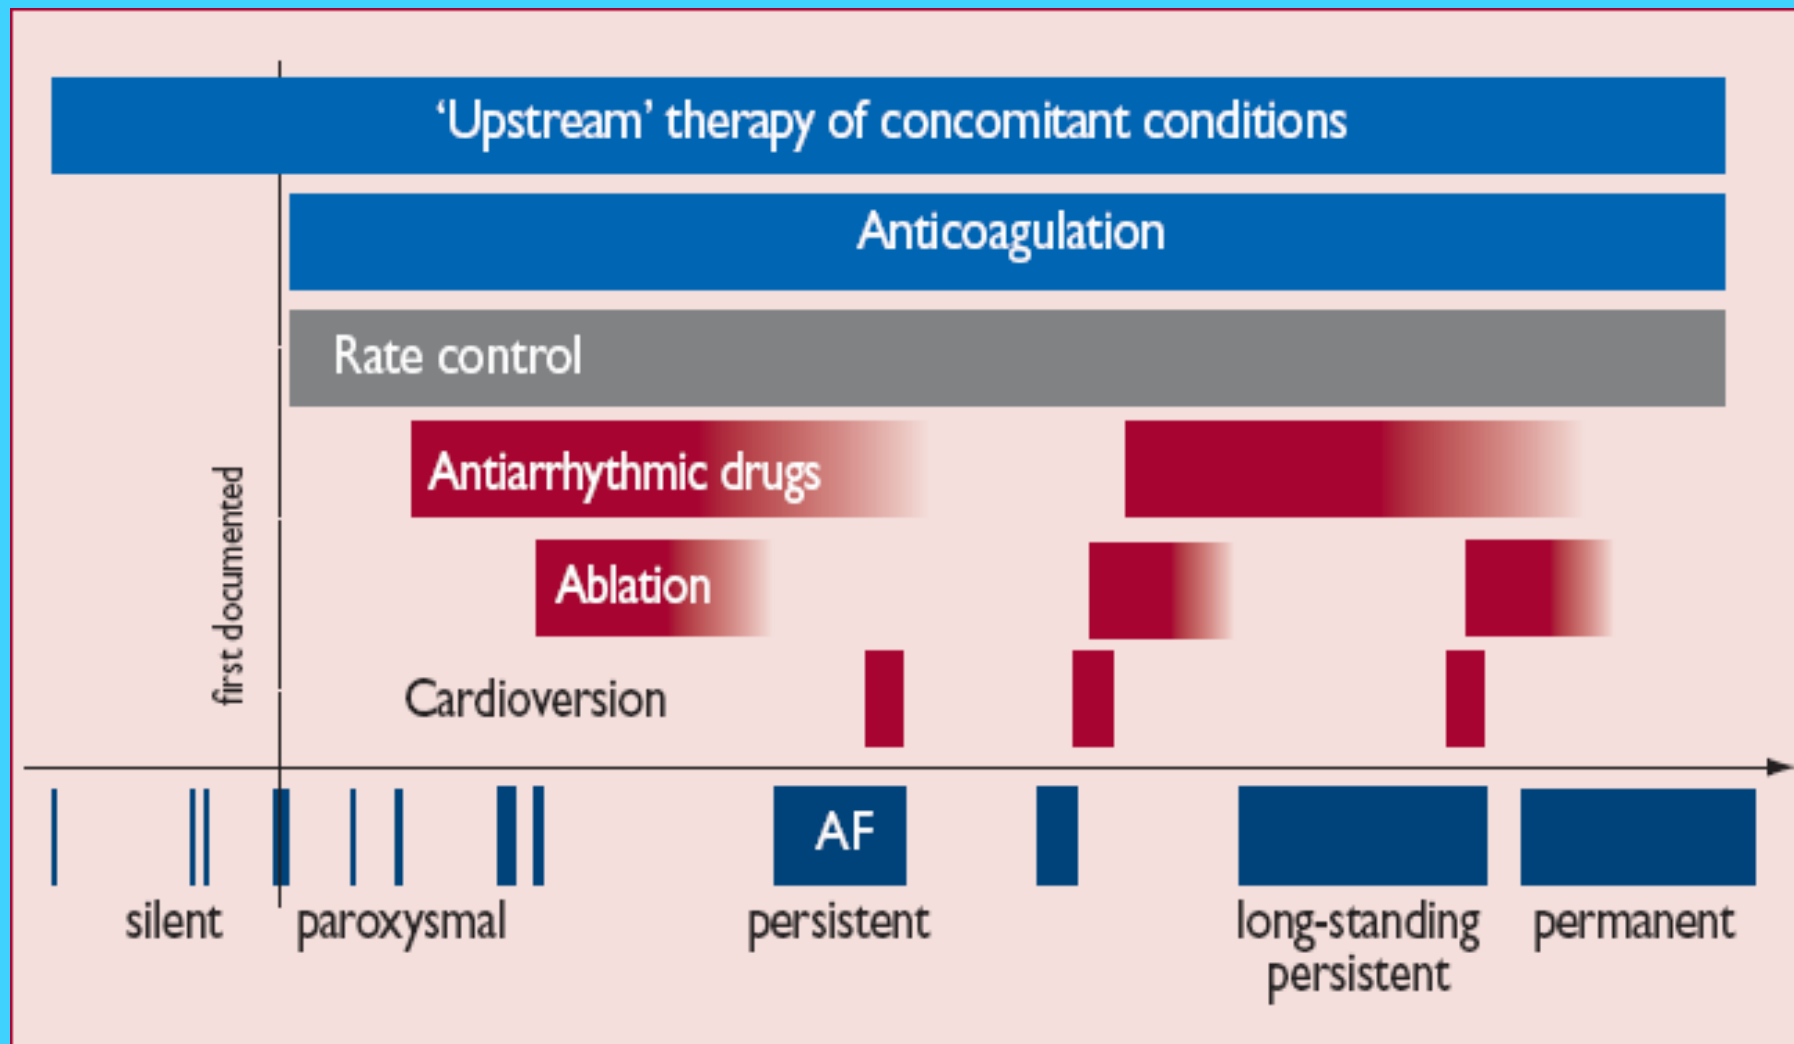 ‘Upstream’ therapy of concomitant conditions
Anticoagulation
Rate control
Antiarrhythmic drugs
Ablation
Cardioversion
first documented
AF
silent
paroxysmal
persistent
long-standing
persistent
permanent